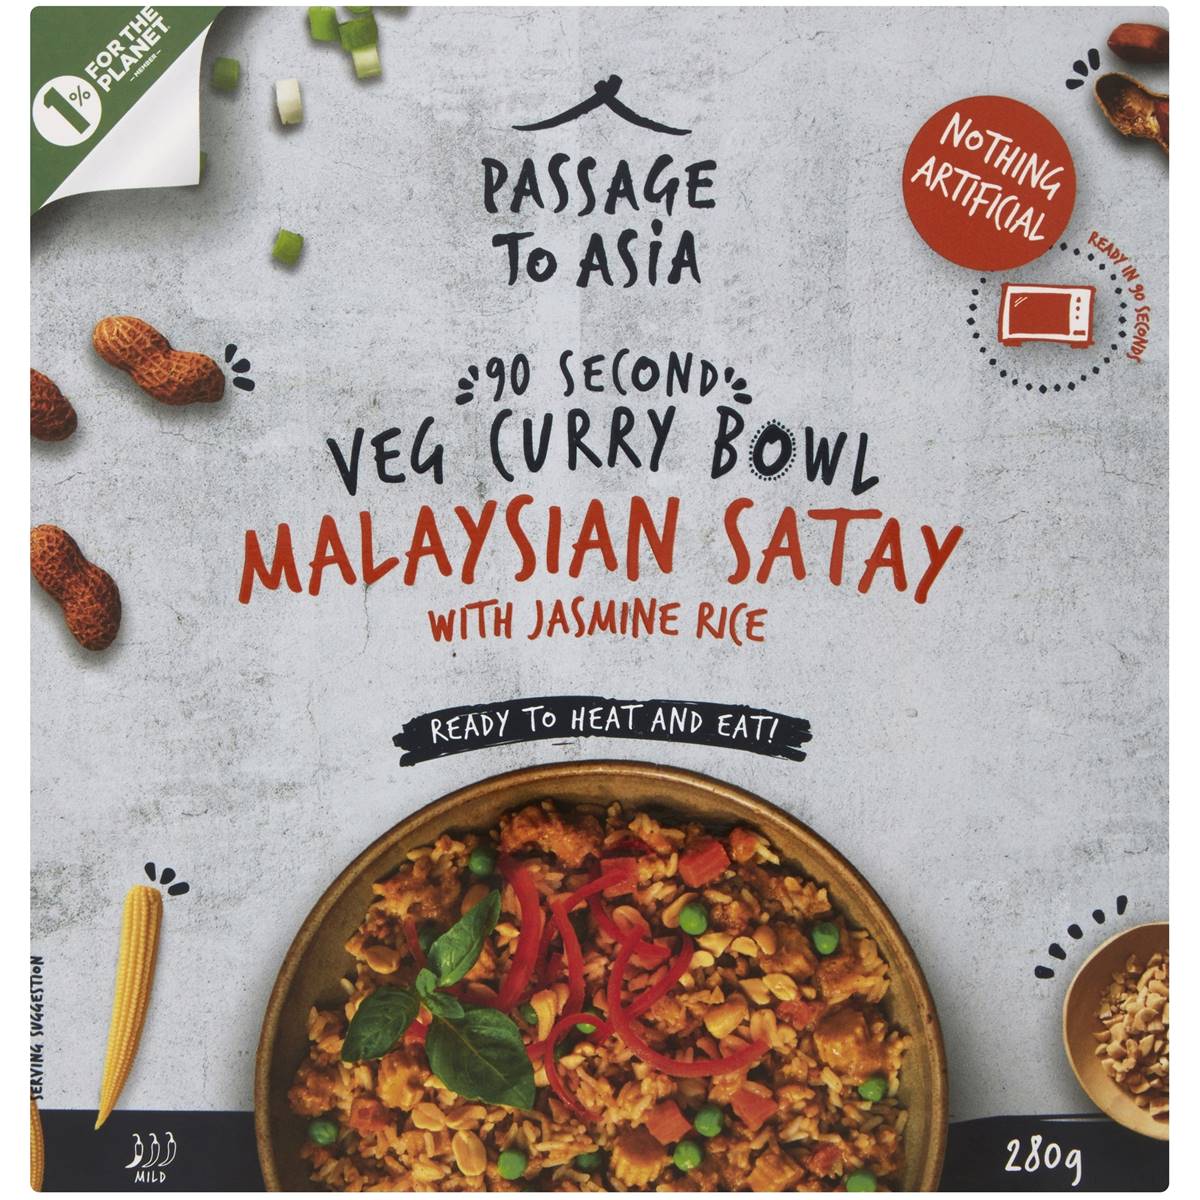 1%
FOR THE
PLANET
MEMBER
PASSAGE
TO ASIA
NOTHING
ARTIFICIAL
READY IN 90 SECONDS
90 SECOND
VEG CURRY BOWL
MALAYSIAN SATAY
WITH JASMINE RICE
READY TO HEAT AND EAT!
SERVING SUGGESTION
MILD
280g